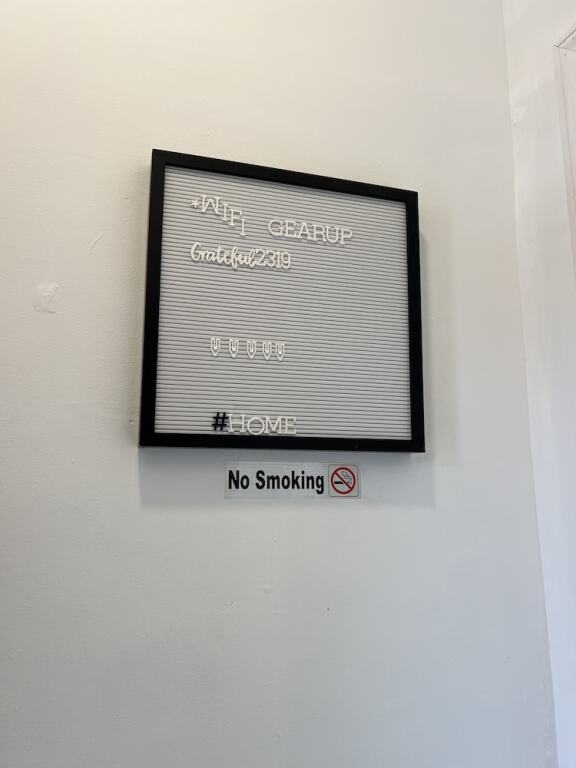 *WIFI GEARUP
Grateful2319
#HOME
No Smoking